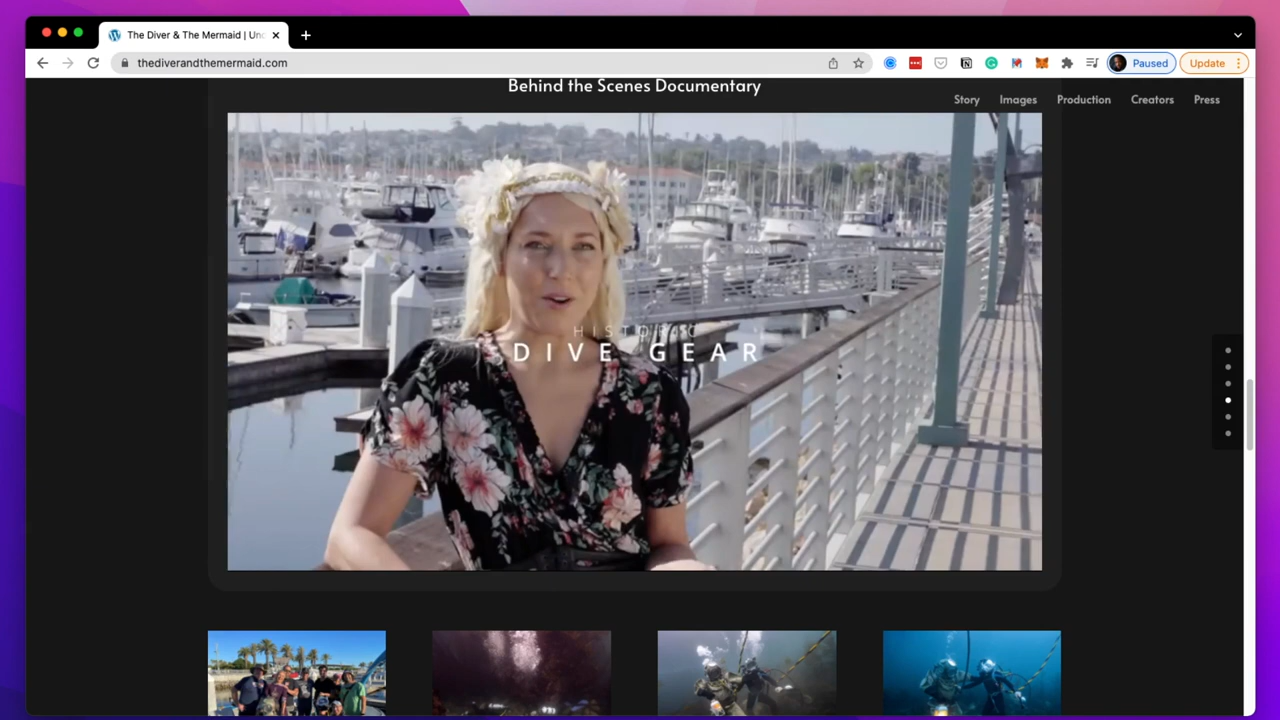 The Diver & The Mermaid | Und
thediverandthemermaid.com
Paused
Update
Behind the Scenes Documentary
Story
Images
Production
Creators
Press
HISTORIC
DIVE GEAR